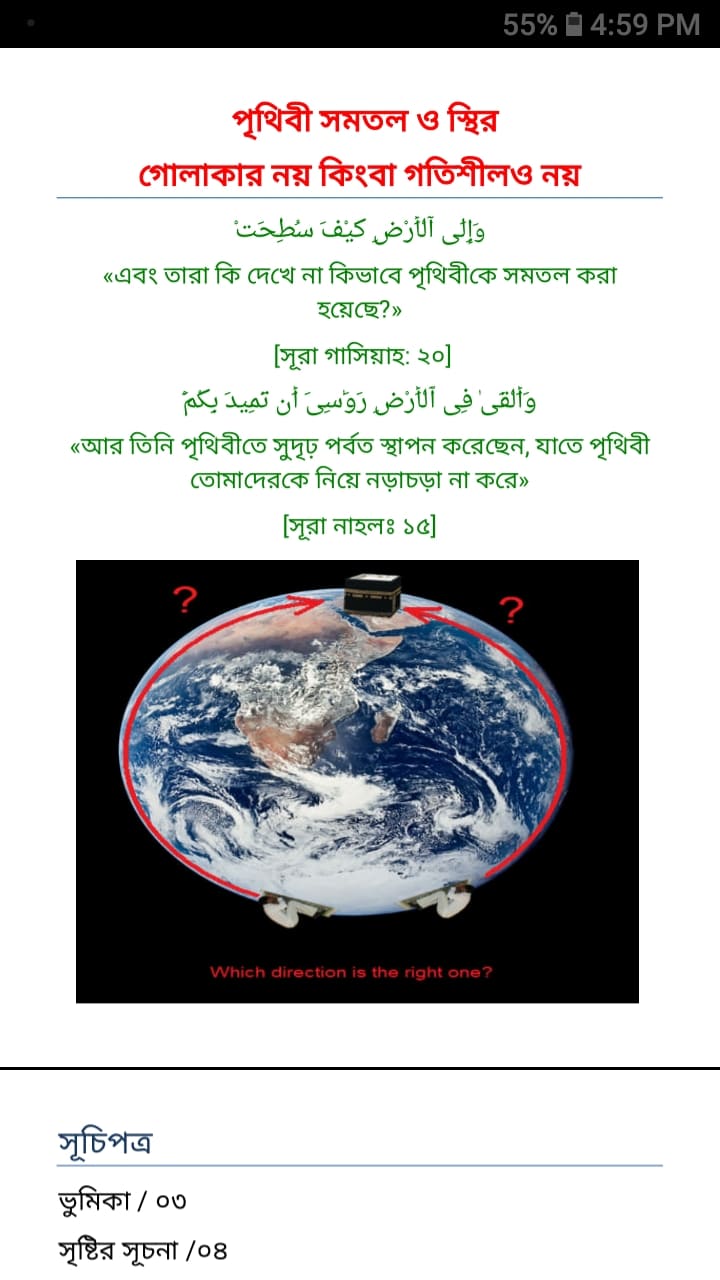 55% 4:59 PM
পৃথিবী সমতল ও স্থির
গোলাকার নয় কিংবা গতিশীলও নয়
وَإِلَى ٱلْأَرْضِ كَيْفَ سُطِحَتْ
«এবং তারা কি দেখে না কিভাবে পৃথিবীকে সমতল করা
হয়েছে?»
[সূরা গাসিয়াহ: ২০]
وَأَلْقَىٰ فِى ٱلْأَرْضِ رَوَٰسِىَ أَن تَمِيدَ بِكُمْ
«আর তিনি পৃথিবীতে সুদৃঢ় পর্বত স্থাপন করেছেন, যাতে পৃথিবী
তোমাদেরকে নিয়ে নড়াচড়া না করে»
[সূরা নাহলঃ ১৫]
? ?
Which direction is the right one?
সূচিপত্র
ভুমিকা / ০৩
সৃষ্টির সূচনা /০৪